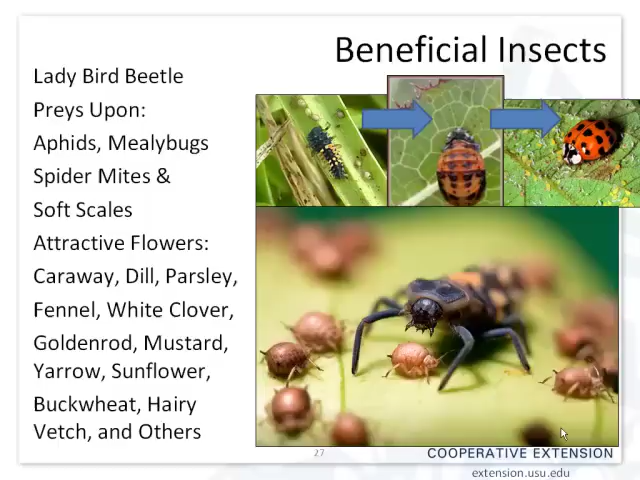 Beneficial Insects
Lady Bird Beetle
Preys Upon:
Aphids, Mealybugs
Spider Mites &
Soft Scales
Attractive Flowers:
Caraway, Dill, Parsley,
Fennel, White Clover,
Goldenrod, Mustard,
Yarrow, Sunflower,
Buckwheat, Hairy
Vetch, and Others
27
COOPERATIVE EXTENSION
extension.usu.edu